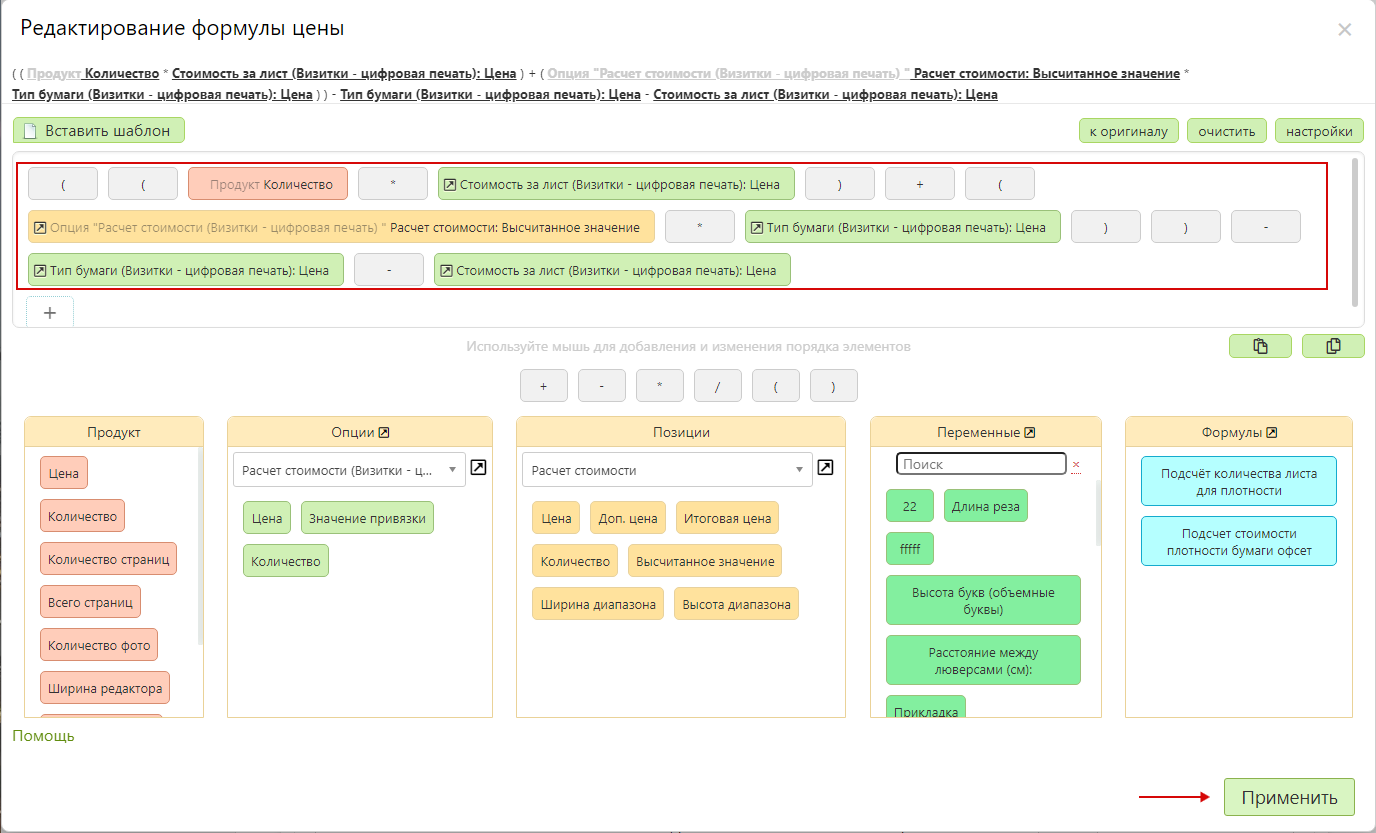 Редактирование формулы цены
×
( ( Продукт Количество * Стоимость за лист (Визитки - цифровая печать): Цена ) + ( Опция "Расчет стоимости (Визитки - цифровая печать) " Расчет стоимости: Высчитанное значение *
Тип бумаги (Визитки - цифровая печать): Цена ) ) - Тип бумаги (Визитки - цифровая печать): Цена - Стоимость за лист (Визитки - цифровая печать): Цена
Вставить шаблон к оригиналу очистить настройки
( ( Продукт Количество * Стоимость за лист (Визитки - цифровая печать): Цена ) + (
Опция "Расчет стоимости (Визитки - цифровая печать) " Расчет стоимости: Высчитанное значение * Тип бумаги (Визитки - цифровая печать): Цена ) ) -
Тип бумаги (Визитки - цифровая печать): Цена - Стоимость за лист (Визитки - цифровая печать): Цена
+
Используйте мышь для добавления и изменения порядка элементов
+ - * / ( )
Продукт
Цена
Количество
Количество страниц
Всего страниц
Количество фото
Ширина редактора
Опции
Расчет стоимости (Визитки - ц...
Цена Значение привязки
Количество
Позиции
Расчет стоимости
Цена Доп. цена Итоговая цена
Количество Высчитанное значение
Ширина диапазона Высота диапазона
Переменные
Поиск ×
22 Длина реза
fffff
Высота букв (объемные
буквы)
Расстояние между
люверсами (см):
Прикладка
Формулы
Подсчёт количества листа
для плотности
Подсчет стоимости
плотности бумаги офсет
Помощь
Применить